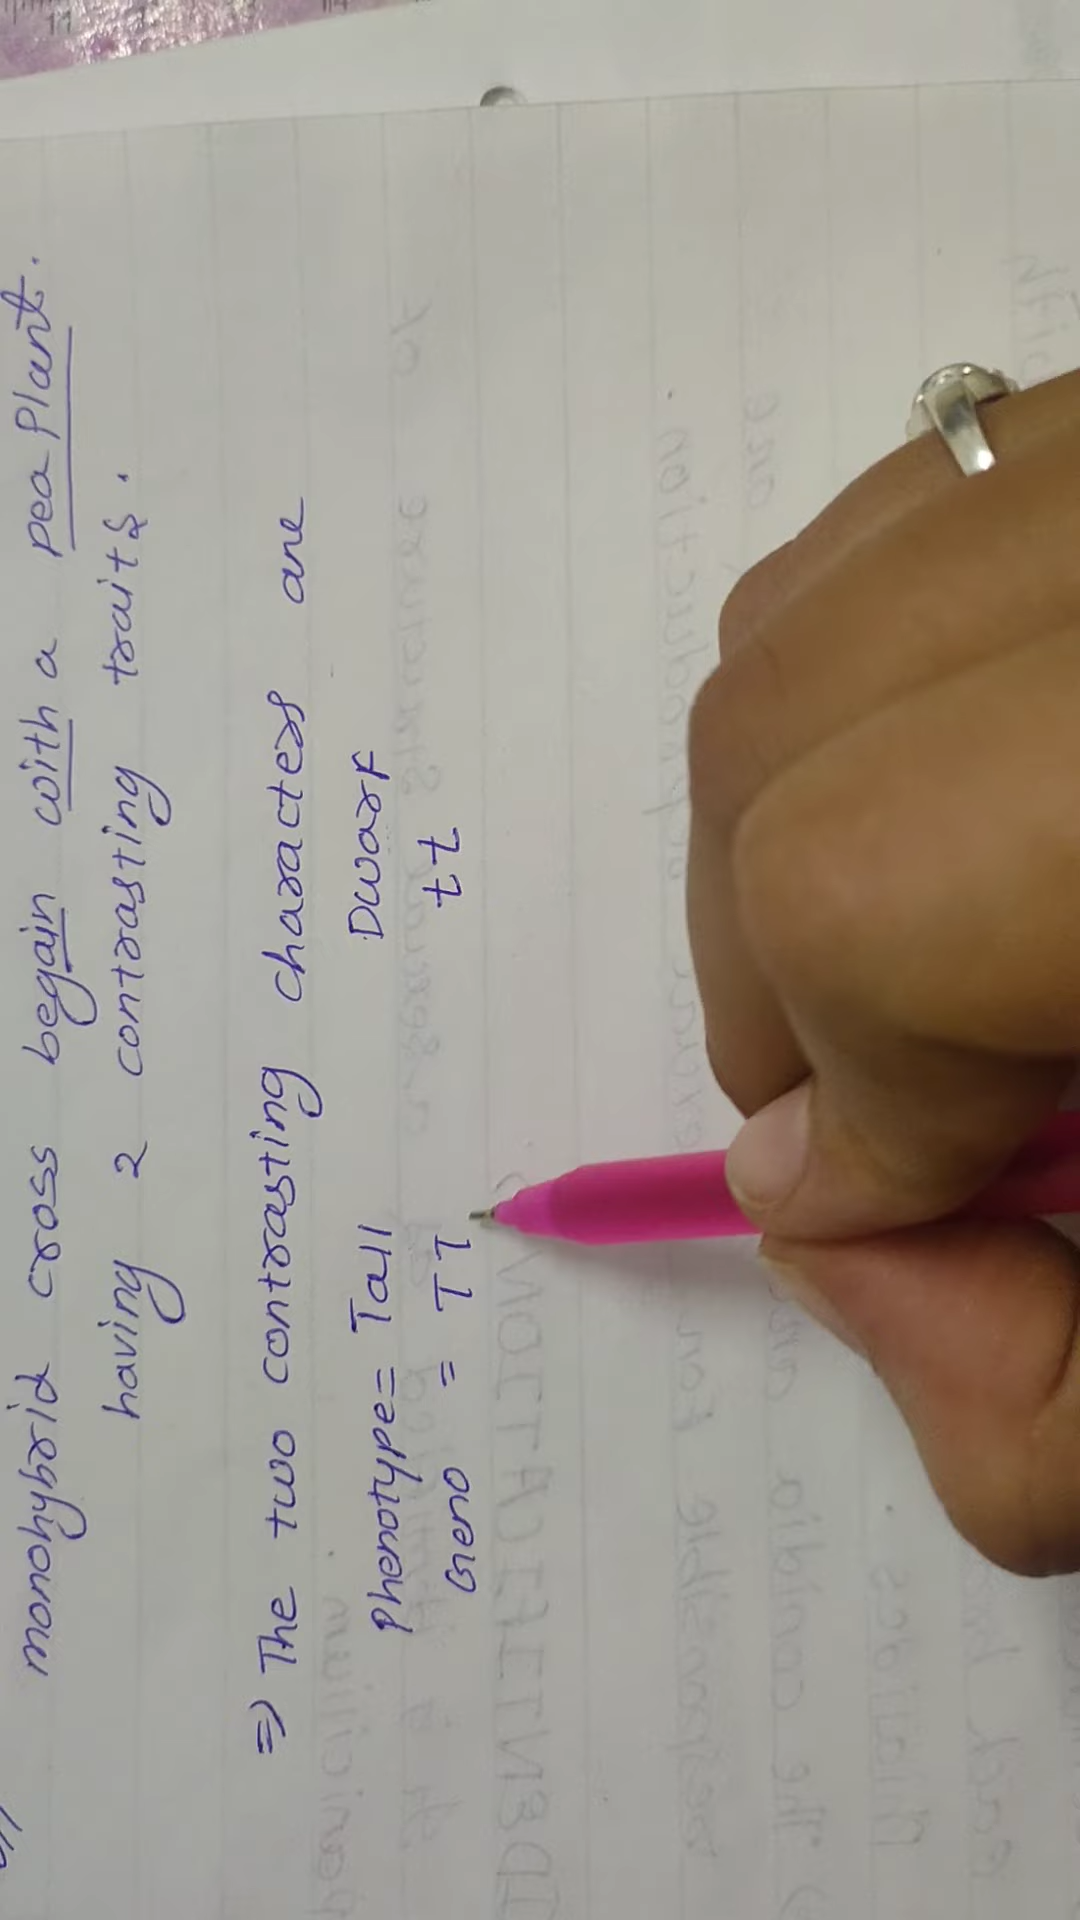 monohybrid cross begain with a pea plant.
having 2 contrasting traits.
⇒ The two contrasting characters are
Phenotype = Tall Dwarf
Geno = TT tt